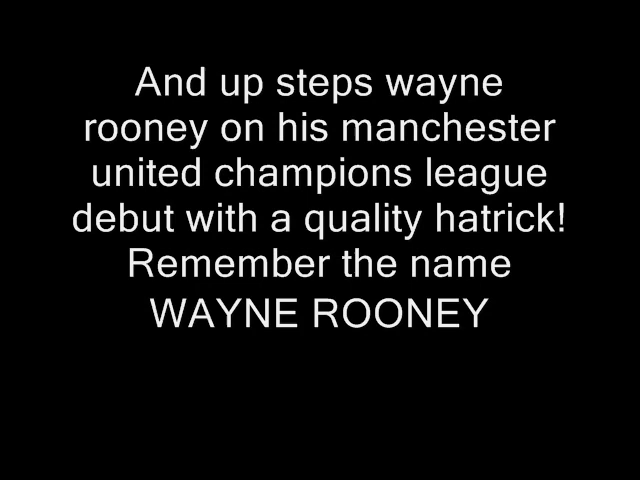 And up steps wayne
rooney on his manchester
united champions league
debut with a quality hatrick!
Remember the name
WAYNE ROONEY